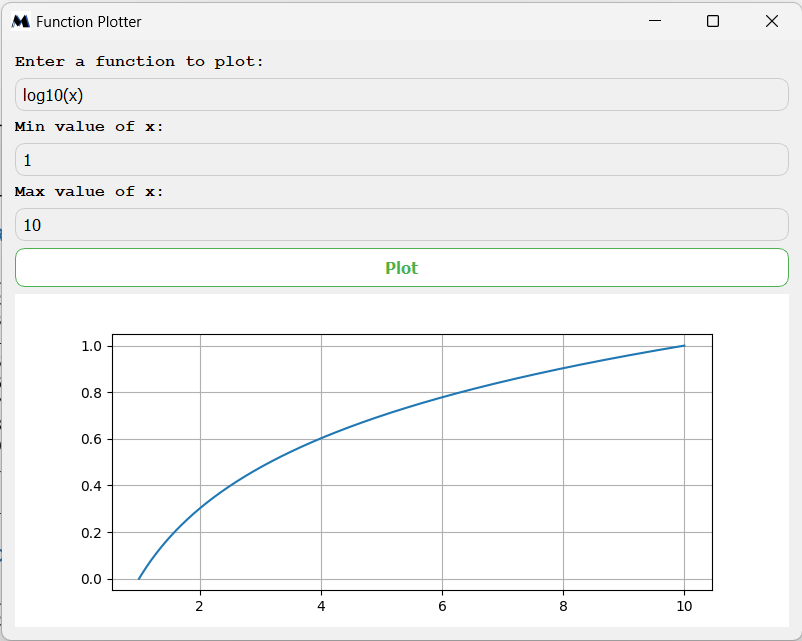 Function Plotter
Enter a function to plot:
log10(x)
Min value of x:
1
Max value of x:
10
Plot
1.0
0.8
0.6
0.4
0.2
0.0
2 4 6 8 10